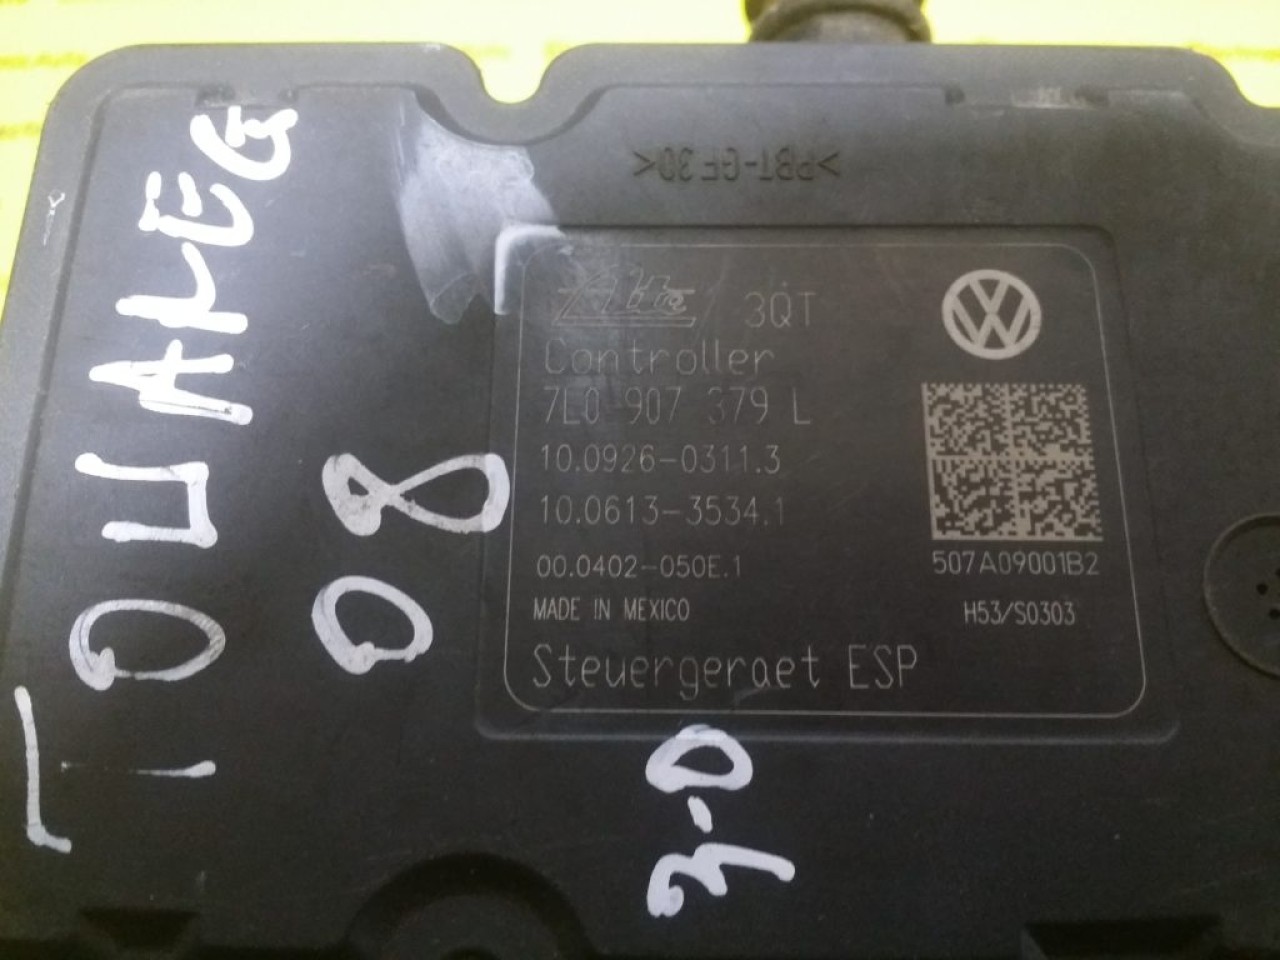 >PBT-GF30<
Ate 3QT
Controller
7L0 907 379 L
10.0926-0311.3
10.0613-3534.1
00.0402-050E.1
507A09001B2
MADE IN MEXICO
H53/S0303
Steuergeraet ESP
TOUAREG
08
3-0